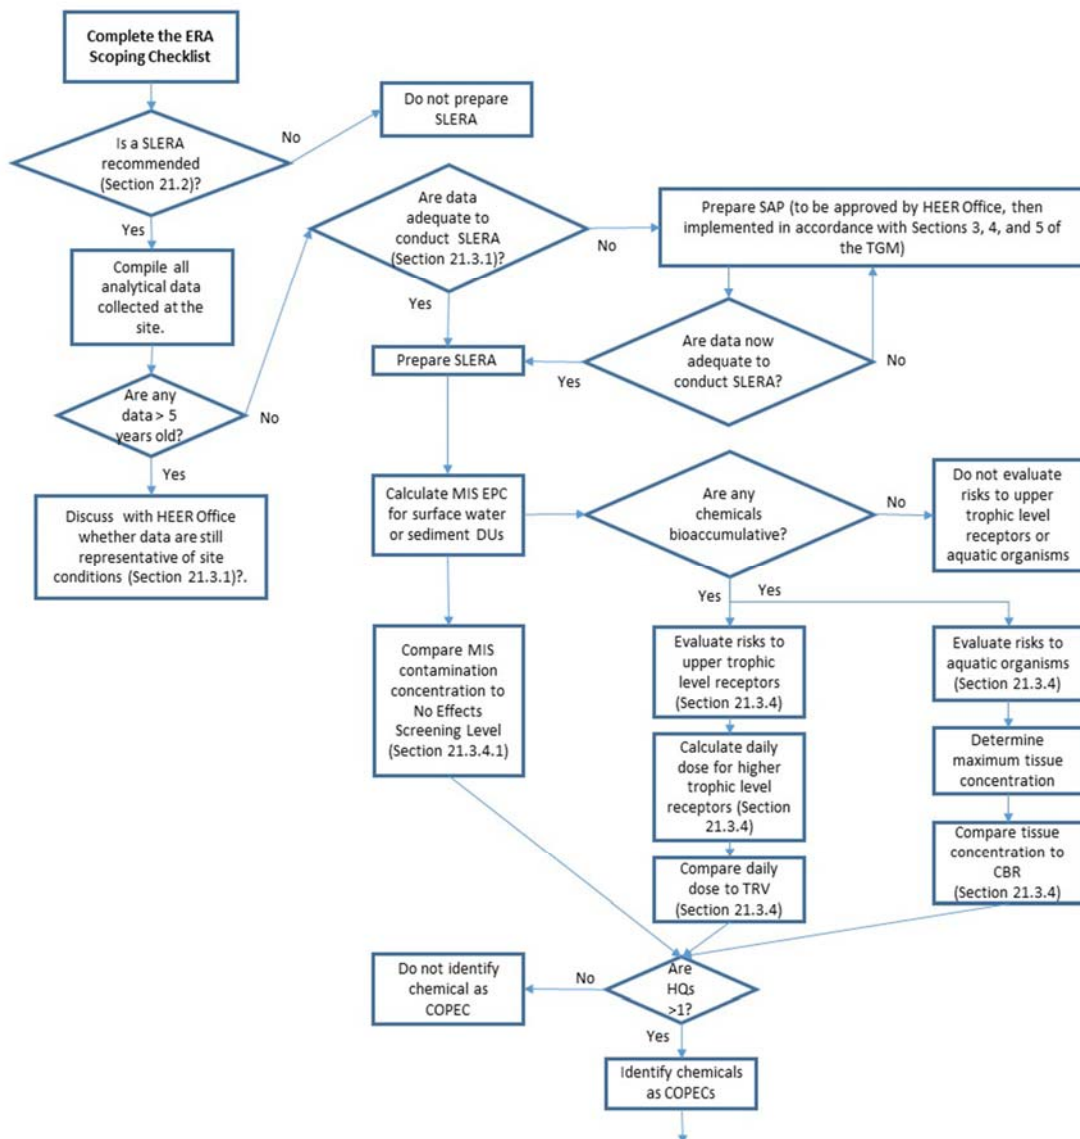 Complete the ERA
Scoping Checklist
Do not prepare
SLERA
No
Is a SLERA
recommended
(Section 21.2)?
Yes
Are data
adequate to
conduct SLERA
(Section 21.3.1)?
No
Yes
Prepare SAP (to be approved by HEER Office, then
implemented in accordance with Sections 3, 4, and 5 of
the TGM)
Compile all
analytical data
collected at the
site.
Prepare SLERA
Yes
Are data now
adequate to
conduct SLERA?
No
Are any
data > 5
years old?
No
Yes
Discuss with HEER Office
whether data are still
representative of site
conditions (Section 21.3.1)?.
Calculate MIS EPC
for surface water
or sediment DUs
Are any
chemicals
bioaccumulative?
No
Do not evaluate
risks to upper
trophic level
receptors or
aquatic organisms
Yes
Yes
Compare MIS
contamination
concentration to
No Effects
Screening Level
(Section 21.3.4.1)
Evaluate risks to
upper trophic
level receptors
(Section 21.3.4)
Evaluate risks to
aquatic organisms
(Section 21.3.4)
Calculate daily
dose for higher
trophic level
receptors (Section
21.3.4)
Determine
maximum tissue
concentration
Compare daily
dose to TRV
(Section 21.3.4)
Compare tissue
concentration to
CBR
(Section 21.3.4)
Do not identify
chemical as
COPEC
No
Are
HQs
>1?
Yes
Identify chemicals
as COPECs